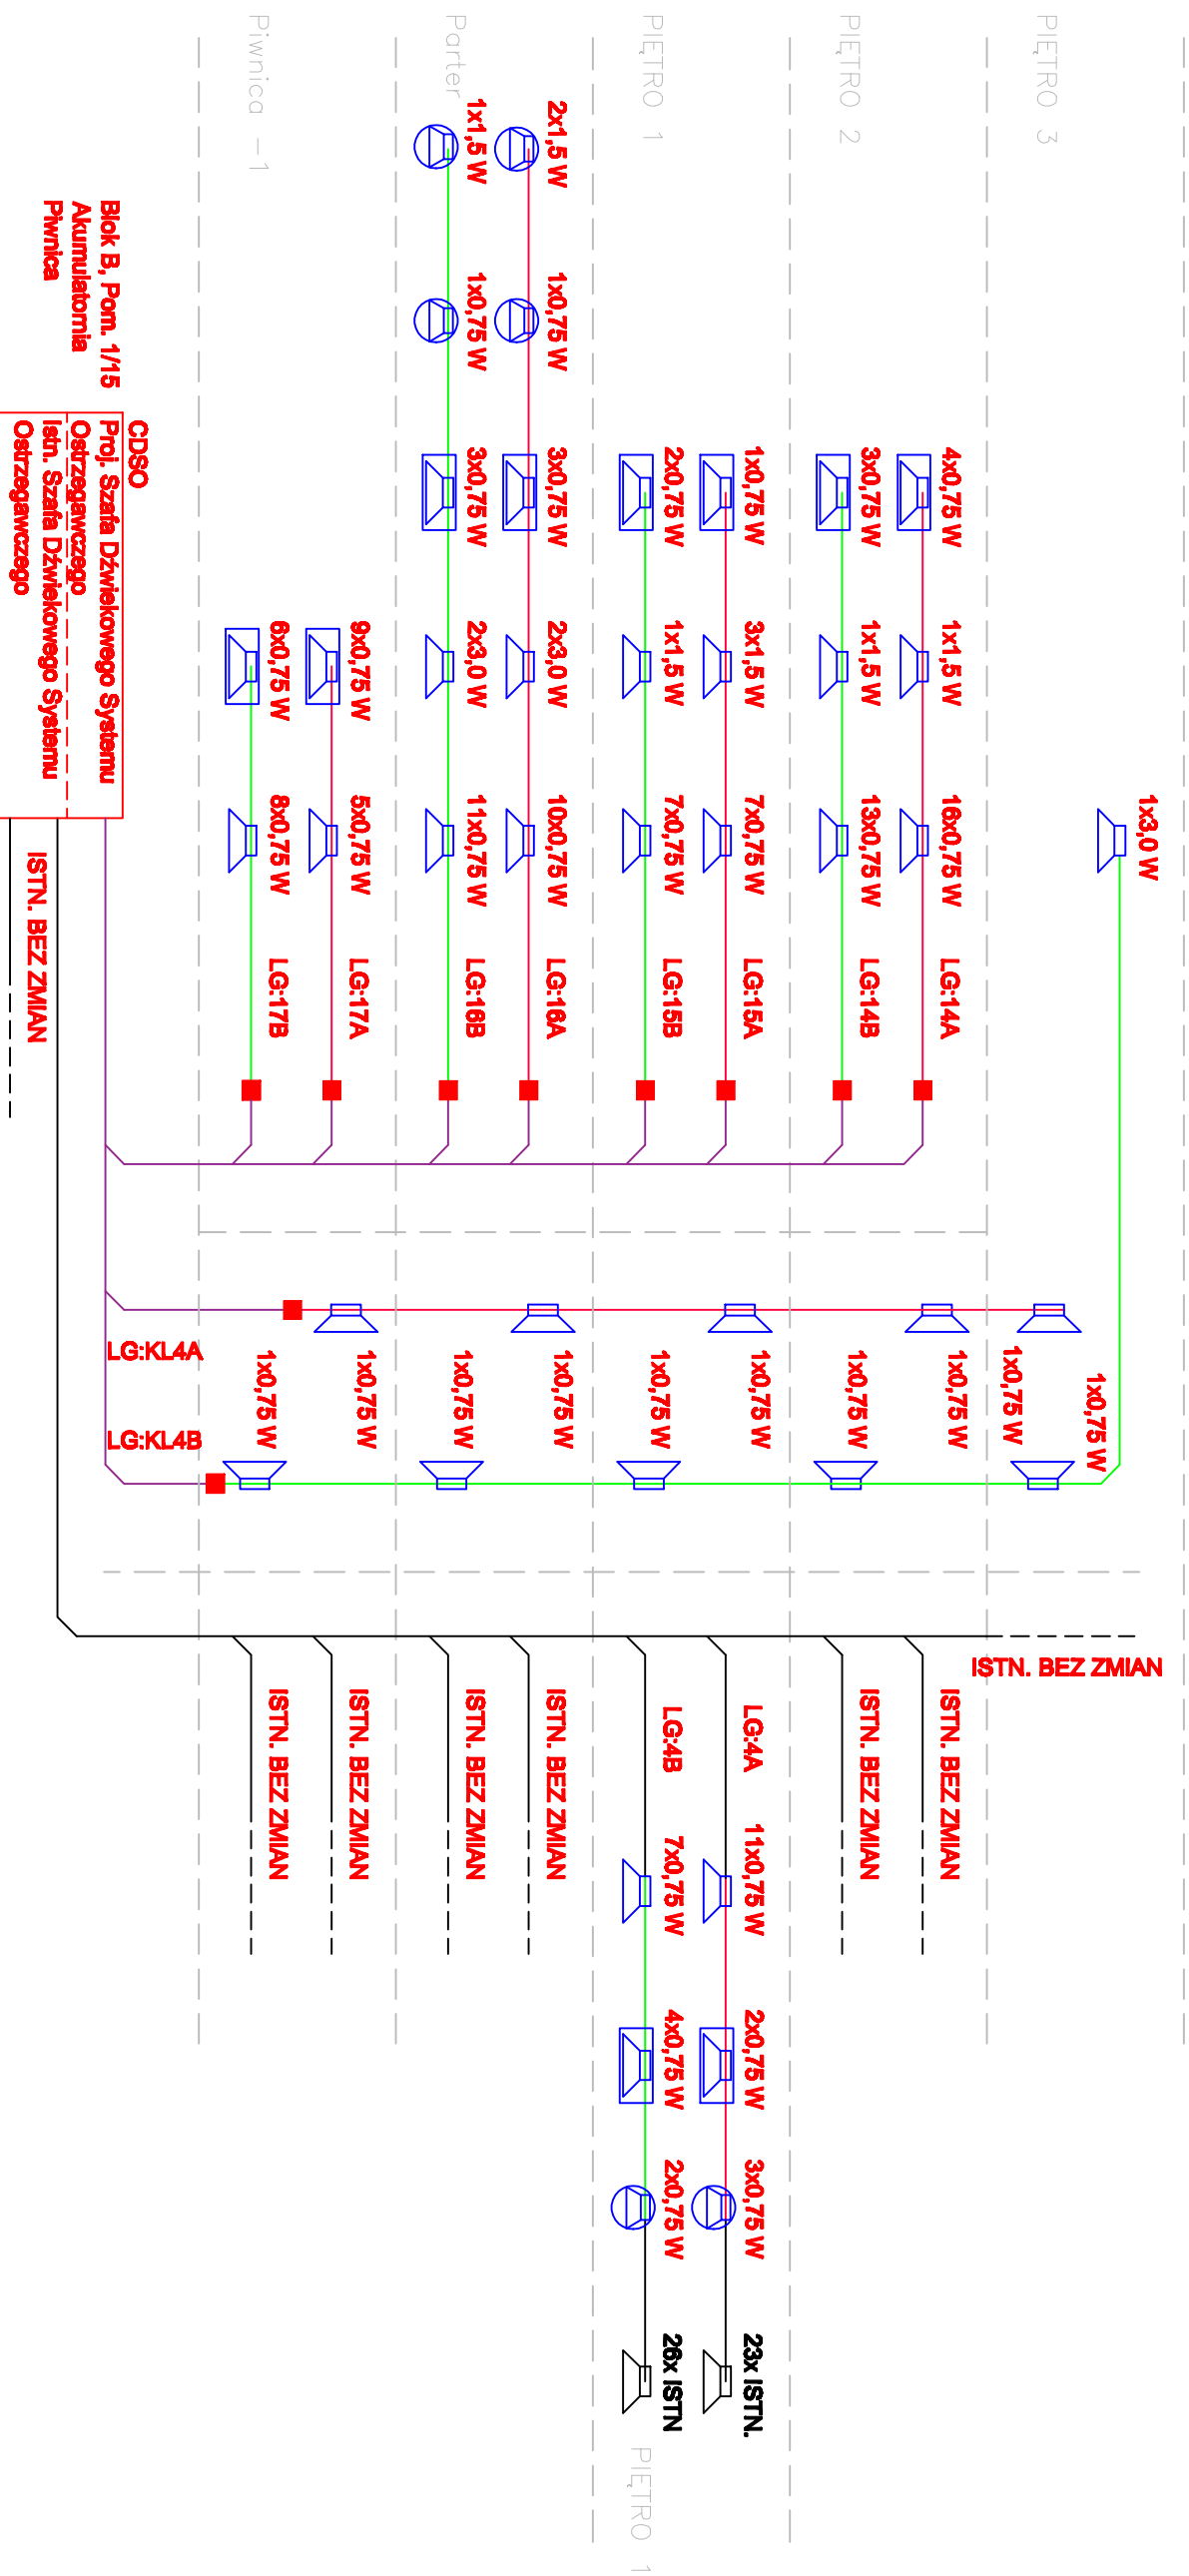 PIĘTRO 3
1x3,0 W
1x0,75 W
1x0,75 W
ISTN. BEZ ZMIAN
PIĘTRO 2
4x0,75 W
1x1,5 W
16x0,75 W
LG:14A
1x0,75 W
ISTN. BEZ ZMIAN
3x0,75 W
1x1,5 W
13x0,75 W
LG:14B
1x0,75 W
ISTN. BEZ ZMIAN
PIĘTRO 1
1x0,75 W
3x1,5 W
7x0,75 W
LG:15A
1x0,75 W
LG:4A
11x0,75 W
2x0,75 W
3x0,75 W
23x ISTN.
2x0,75 W
1x1,5 W
7x0,75 W
LG:15B
1x0,75 W
LG:4B
7x0,75 W
4x0,75 W
2x0,75 W
26x ISTN
PIĘTRO 1
Parter
2x1,5 W
1x0,75 W
3x0,75 W
2x3,0 W
10x0,75 W
LG:16A
1x0,75 W
ISTN. BEZ ZMIAN
1x1,5 W
1x0,75 W
3x0,75 W
2x3,0 W
11x0,75 W
LG:16B
1x0,75 W
ISTN. BEZ ZMIAN
Piwnica -1
9x0,75 W
5x0,75 W
LG:17A
1x0,75 W
ISTN. BEZ ZMIAN
6x0,75 W
8x0,75 W
LG:17B
1x0,75 W
ISTN. BEZ ZMIAN
LG:KL4A
LG:KL4B
Blok B, Pom. 1/15
Akumulatornia
Piwnica
CDSO
Proj. Szafa Dźwiekowego Systemu
Ostrzegawczego
Istn. Szafa Dźwiekowego Systemu
Ostrzegawczego
ISTN. BEZ ZMIAN